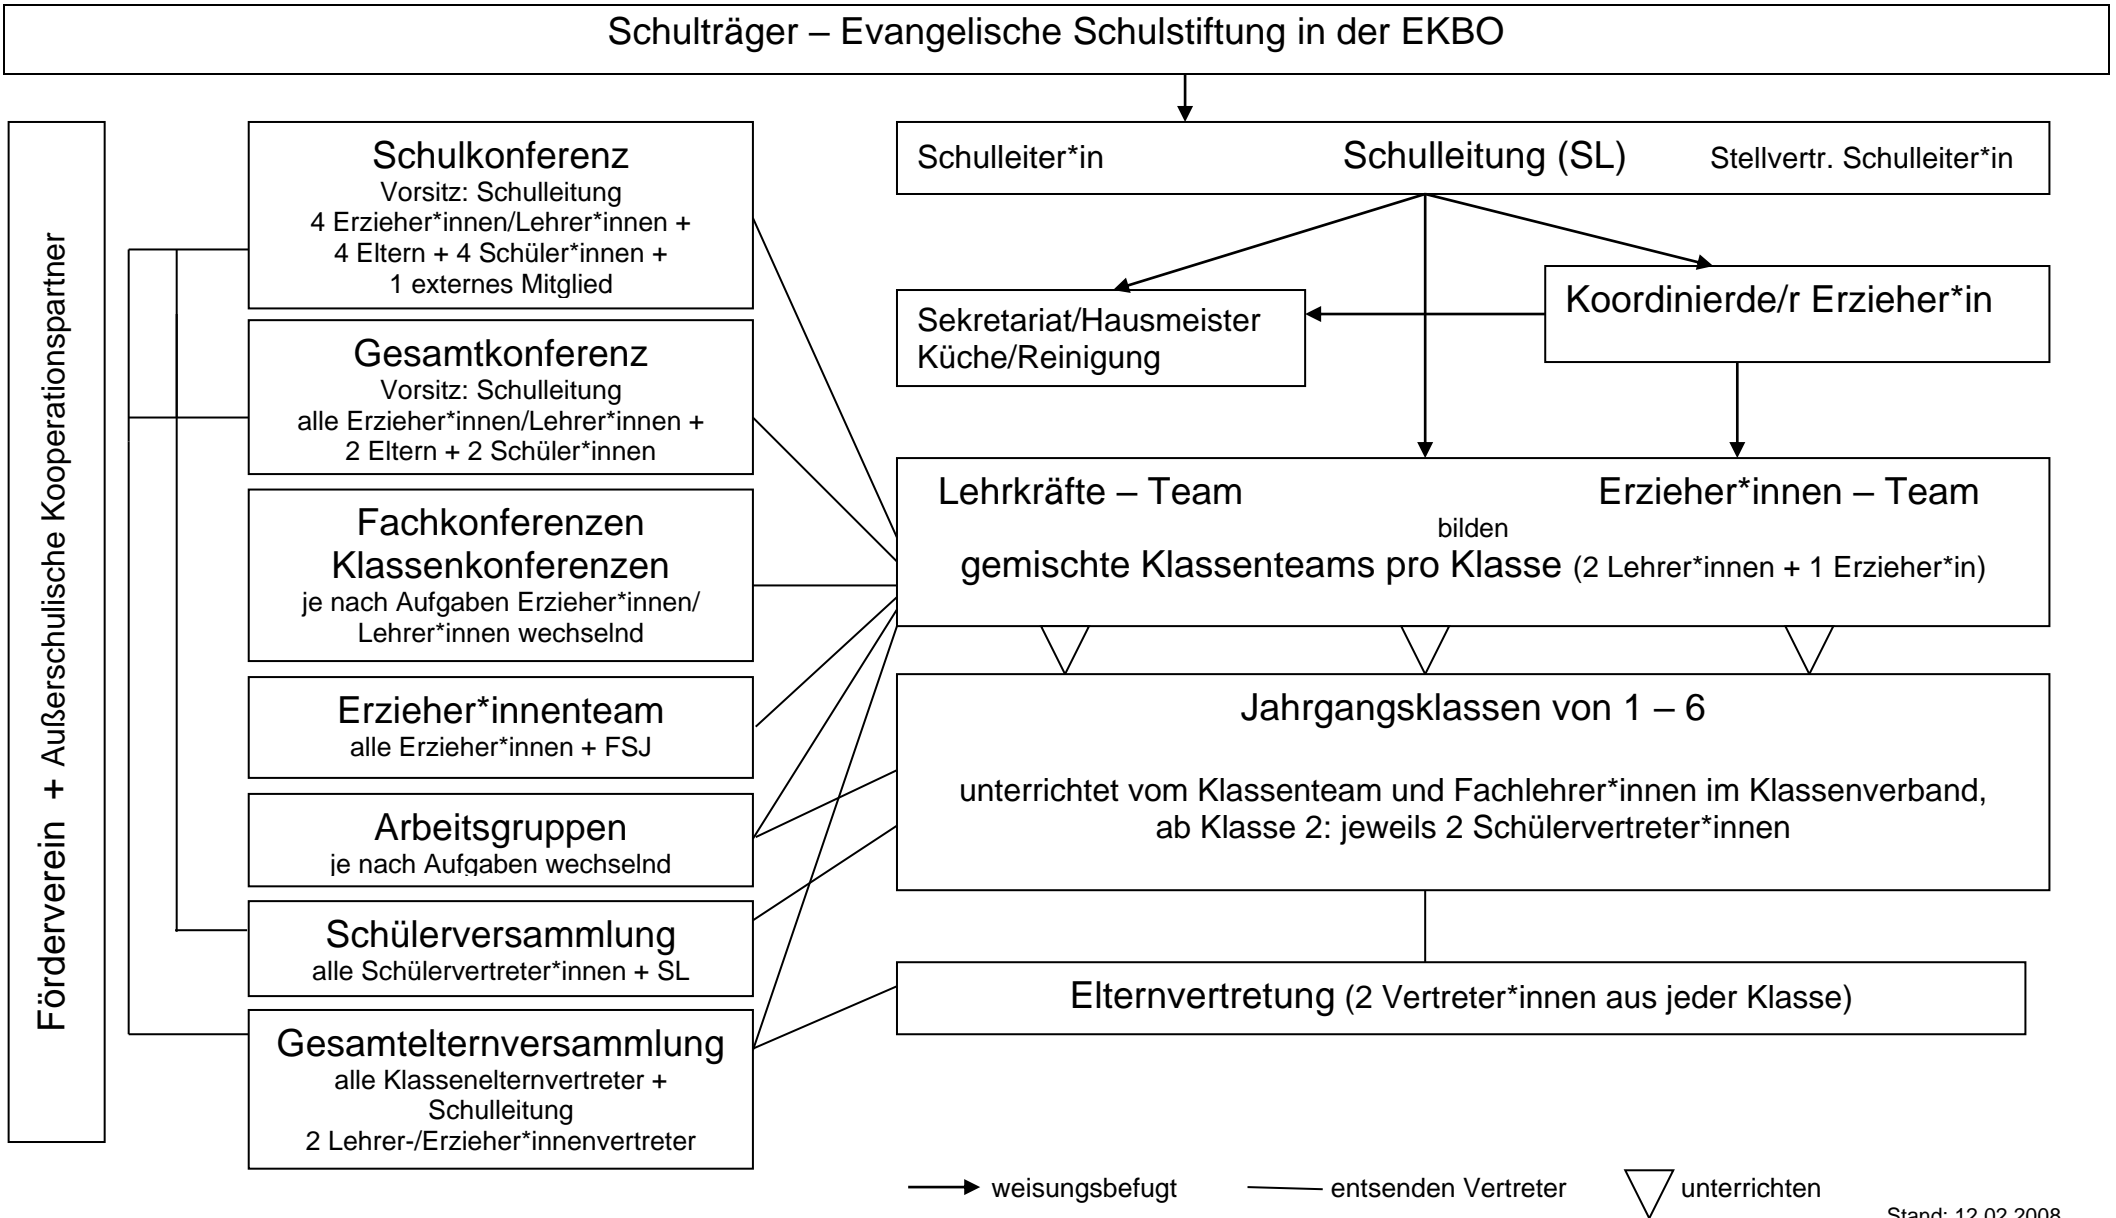 Schulträger – Evangelische Schulstiftung in der EKBO
Förderverein + Außerschulische Kooperationspartner
Schulkonferenz
Vorsitz: Schulleitung
4 Erzieher*innen/Lehrer*innen +
4 Eltern + 4 Schüler*innen +
1 externes Mitglied
Gesamtkonferenz
Vorsitz: Schulleitung
alle Erzieher*innen/Lehrer*innen +
2 Eltern + 2 Schüler*innen
Fachkonferenzen
Klassenkonferenzen
je nach Aufgaben Erzieher*innen/
Lehrer*innen wechselnd
Erzieher*innenteam
alle Erzieher*innen + FSJ
Arbeitsgruppen
je nach Aufgaben wechselnd
Schülerversammlung
alle Schülervertreter*innen + SL
Gesamtelternversammlung
alle Klassenelternvertreter +
Schulleitung
2 Lehrer-/Erzieher*innenvertreter
Schulleiter*in Schulleitung (SL) Stellvertr. Schulleiter*in
Sekretariat/Hausmeister
Küche/Reinigung
Koordinierde/r Erzieher*in
Lehrkräfte – Team Erzieher*innen – Team
bilden
gemischte Klassenteams pro Klasse (2 Lehrer*innen + 1 Erzieher*in)
Jahrgangsklassen von 1 – 6
unterrichtet vom Klassenteam und Fachlehrer*innen im Klassenverband,
ab Klasse 2: jeweils 2 Schülervertreter*innen
Elternvertretung (2 Vertreter*innen aus jeder Klasse)
weisungsbefugt entsenden Vertreter unterrichten
Stand: 12.02.2008